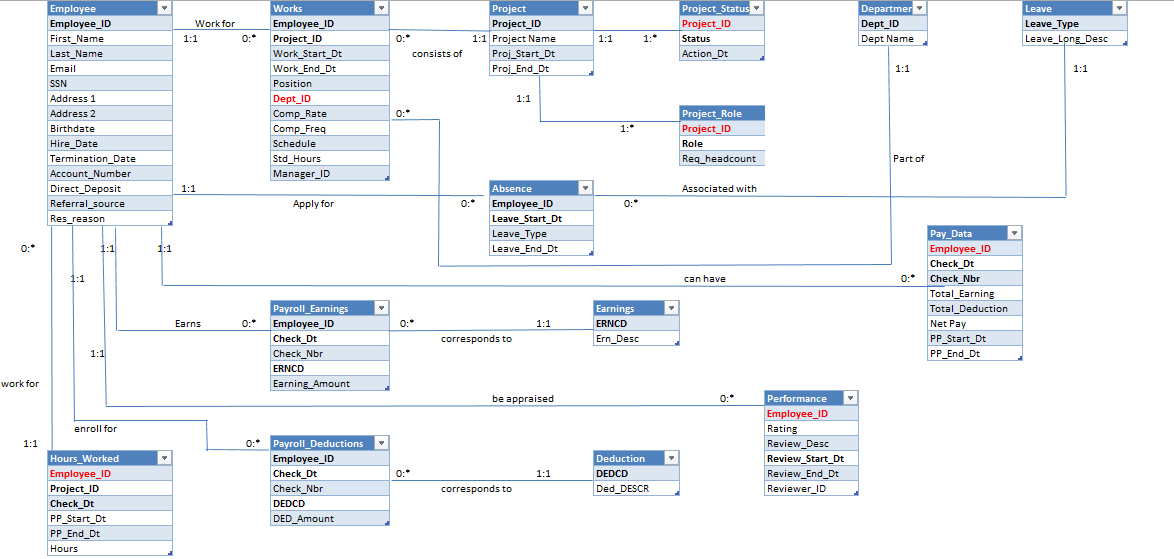 Employee
Employee_ID
First_Name
Last_Name
Email
SSN
Address 1
Address 2
Birthdate
Hire_Date
Termination_Date
Account_Number
Direct_Deposit
Referral_source
Res_reason
Work for
1:1
0:*
Works
Employee_ID
Project_ID
Work_Start_Dt
Work_End_Dt
Position
Dept_ID
Comp_Rate
Comp_Freq
Schedule
Std_Hours
Manager_ID
0:*
1:1
consists of
0:*
Project
Project_ID
Project Name
Proj_Start_Dt
Proj_End_Dt
1:1
1:*
1:1
1:*
Project_Status
Project_ID
Status
Action_Dt
Project_Role
Project_ID
Role
Req_headcount
Departmen
Dept_ID
Dept Name
1:1
Part of
Leave
Leave_Type
Leave_Long_Desc
1:1
1:1
Apply for
0:*
Absence
Employee_ID
Leave_Start_Dt
Leave_Type
Leave_End_Dt
Associated with
0:*
Pay_Data
Employee_ID
Check_Dt
Check_Nbr
Total_Earning
Total_Deduction
Net Pay
PP_Start_Dt
PP_End_Dt
0:*
1:1
1:1
1:1
1:1
can have
0:*
Earns
0:*
Payroll_Earnings
Employee_ID
Check_Dt
Check_Nbr
ERNCD
Earning_Amount
0:*
1:1
corresponds to
Earnings
ERNCD
Ern_Desc
work for
be appraised
0:*
Performance
Employee_ID
Rating
Review_Desc
Review_Start_Dt
Review_End_Dt
Reviewer_ID
enroll for
1:1
0:*
Hours_Worked
Employee_ID
Project_ID
Check_Dt
PP_Start_Dt
PP_End_Dt
Hours
Payroll_Deductions
Employee_ID
Check_Dt
Check_Nbr
DEDCD
DED_Amount
0:*
1:1
corresponds to
Deduction
DEDCD
Ded_DESCR